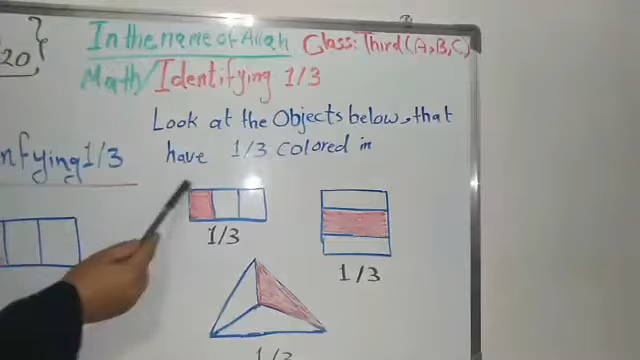 20}
In the name of Allah
Class: Third (A,B,C)
Math/Identifying 1/3
Look at the Objects below, that
have 1/3 colored in
nfying 1/3
1/3
1/3
1/3